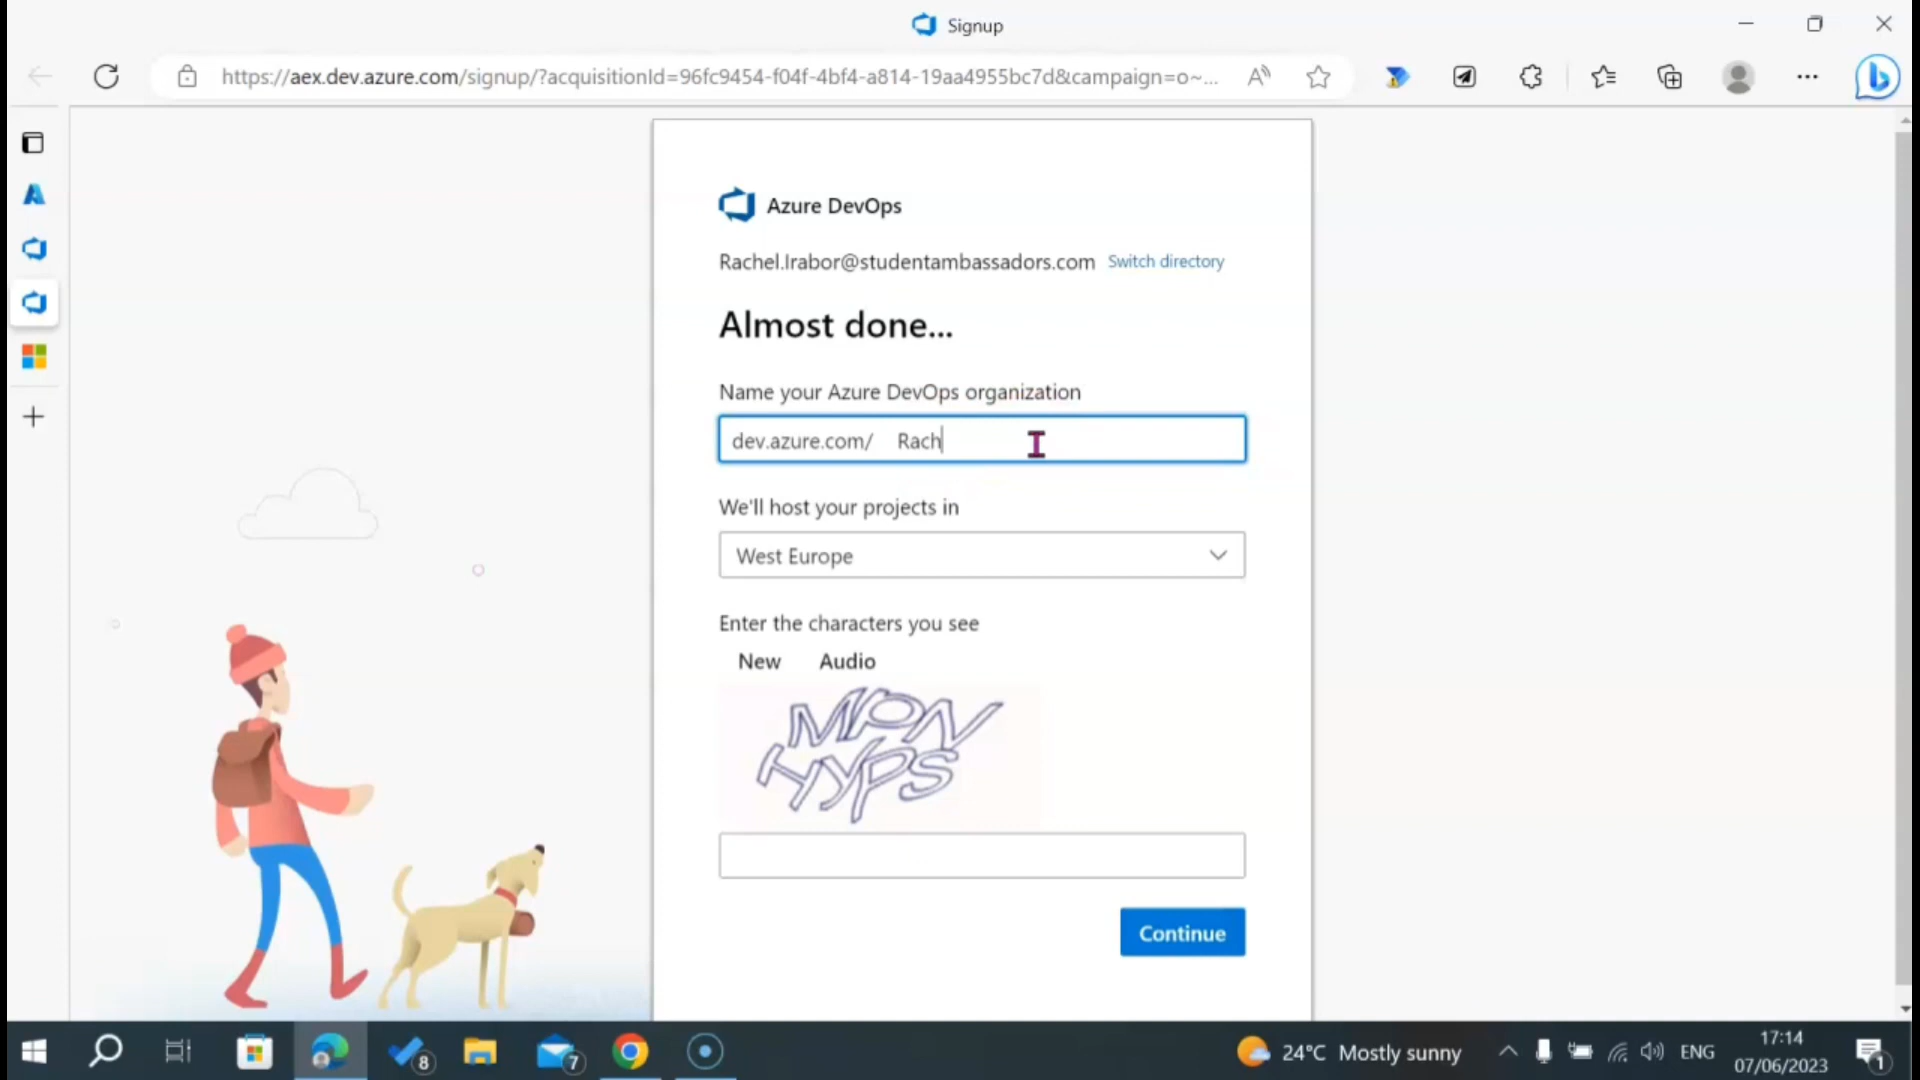 Signup
https://aex.dev.azure.com/signup/?acquisitionId=96fc9454-f04f-4bf4-a814-19aa4955bc7d&campaign=o~...
Azure DevOps
Rachel.Irabor@studentambassadors.com Switch directory
Almost done...
Name your Azure DevOps organization
dev.azure.com/ Rach
We'll host your projects in
West Europe
Enter the characters you see
New Audio
Continue
8
7
24°C Mostly sunny
ENG
17:14
07/06/2023
1